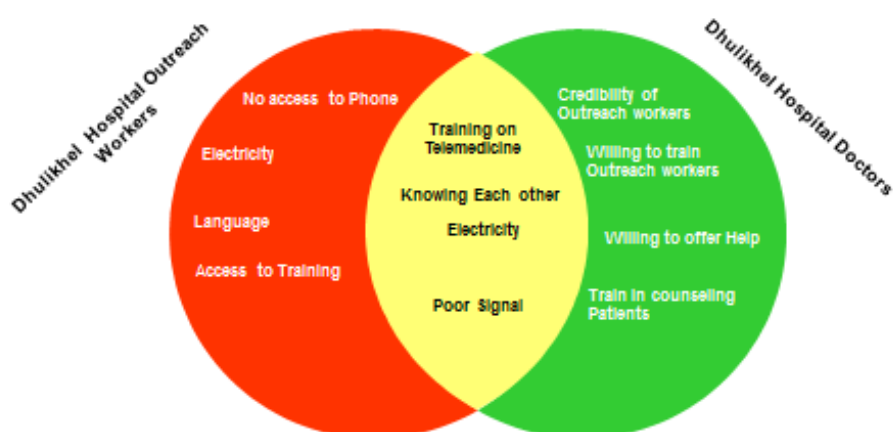 Dhulikhel Hospital Outreach
Workers
No access to Phone
Electricity
Language
Access to Training
Training on
Telemedicine
Knowing Each other
Electricity
Poor Signal
Credibility of
Outreach workers
Willing to train
Outreach workers
Willing to offer Help
Train in counseling
Patients
Dhulikhel Hospital Doctors